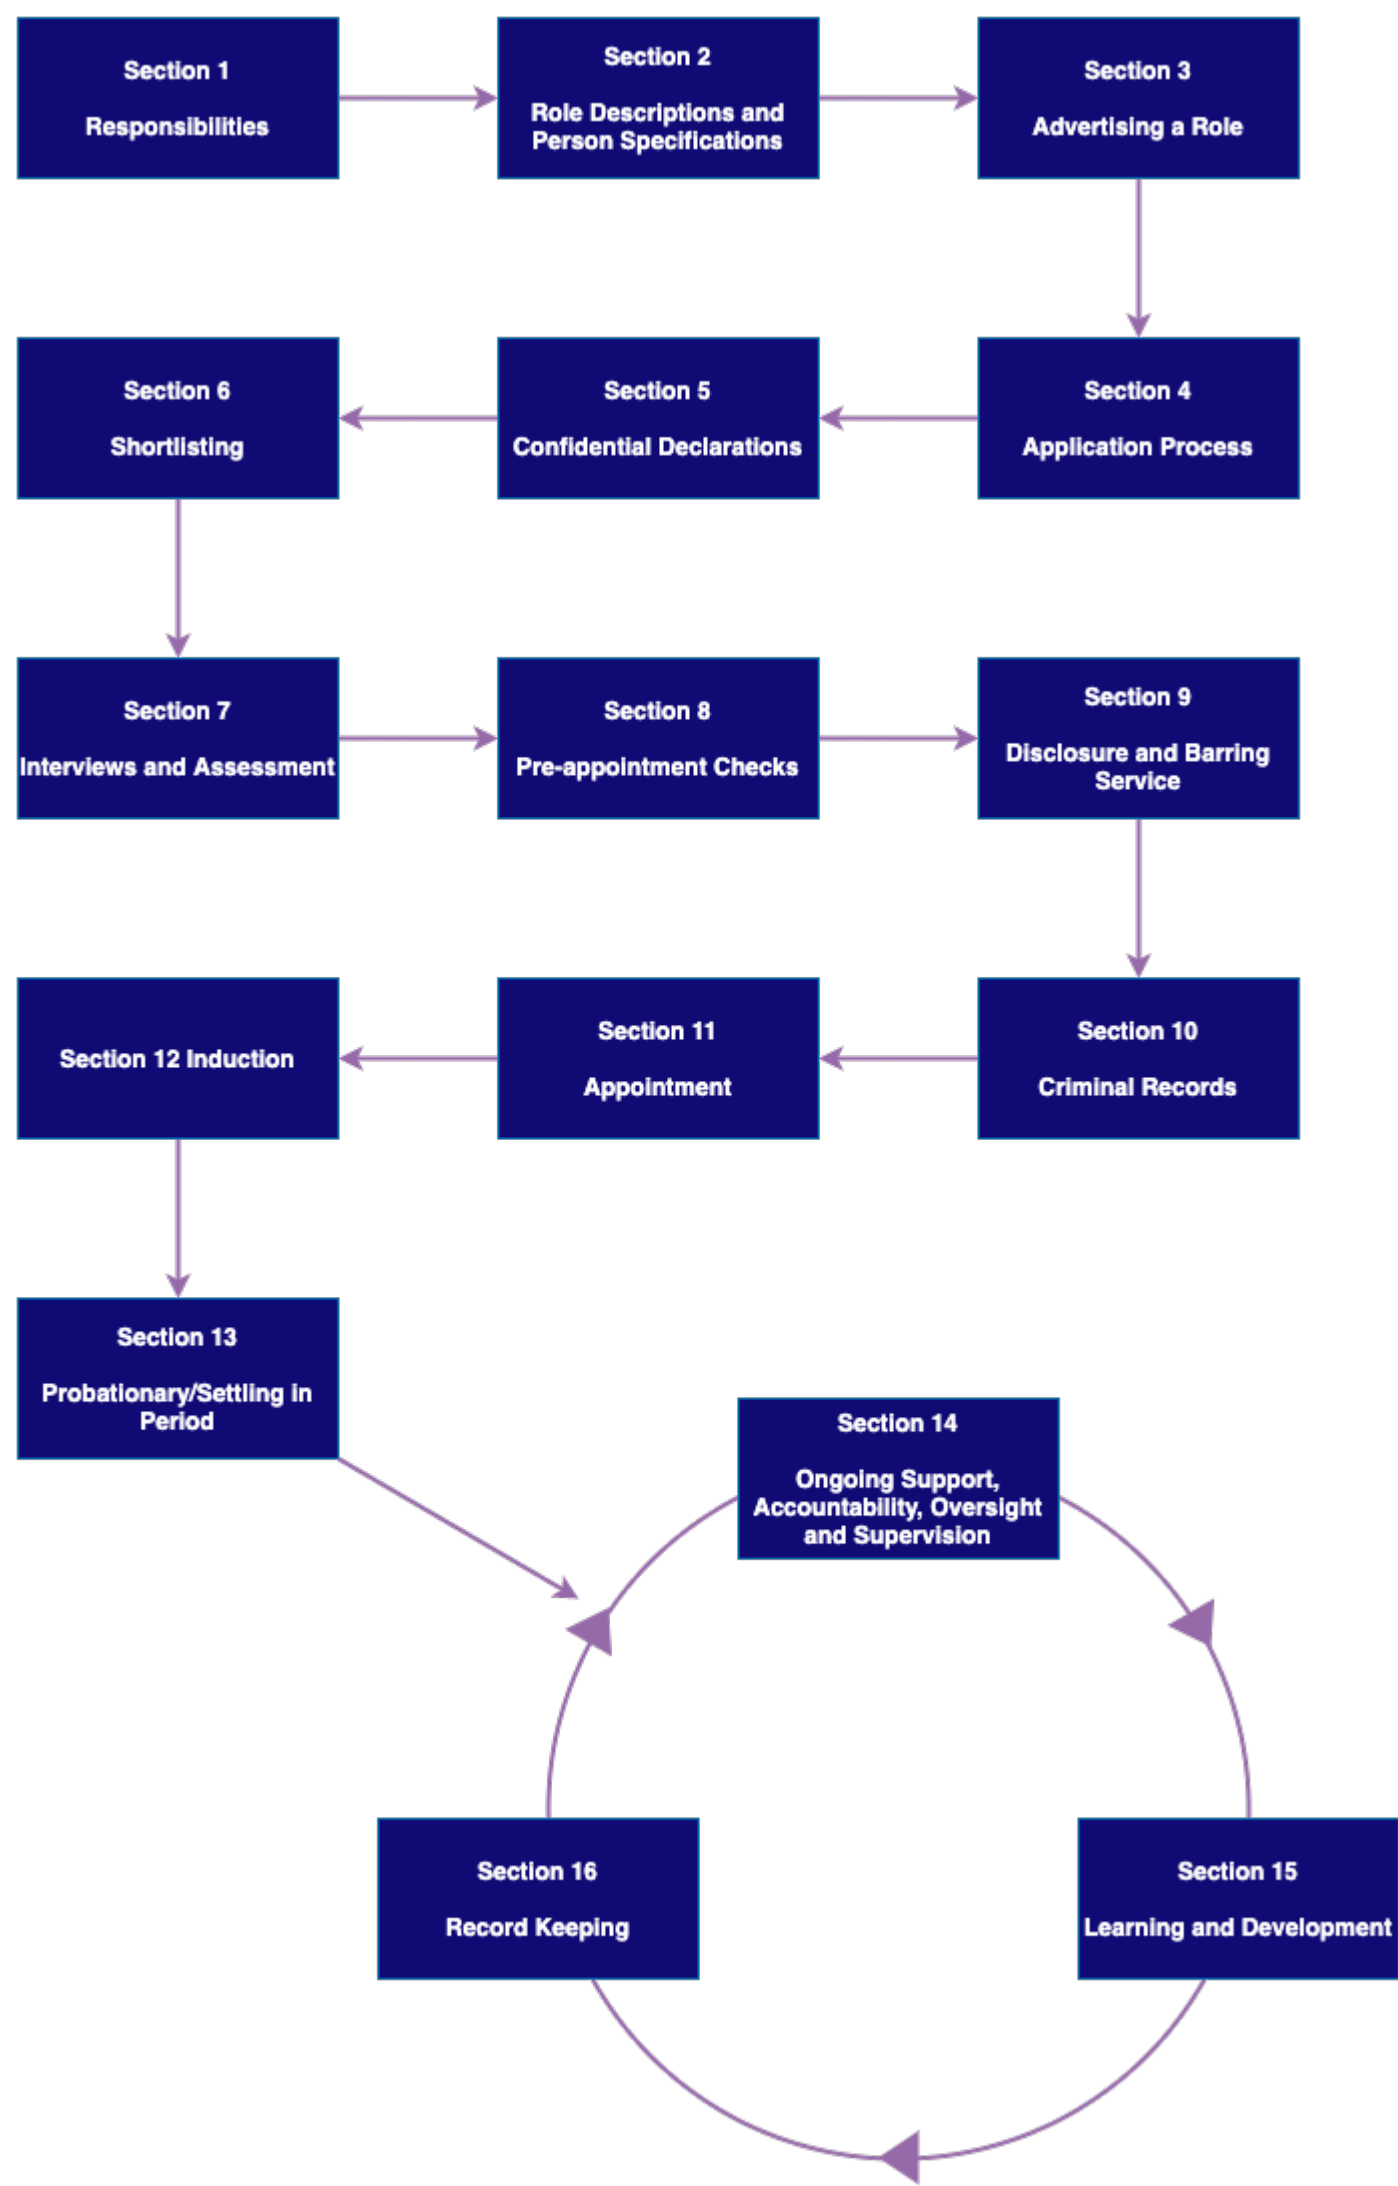 Section 1
Responsibilities
Section 2
Role Descriptions and
Person Specifications
Section 3
Advertising a Role
Section 4
Application Process
Section 5
Confidential Declarations
Section 6
Shortlisting
Section 7
Interviews and Assessment
Section 8
Pre-appointment Checks
Section 9
Disclosure and Barring
Service
Section 10
Criminal Records
Section 11
Appointment
Section 12 Induction
Section 13
Probationary/Settling in
Period
Section 14
Ongoing Support,
Accountability, Oversight
and Supervision
Section 15
Learning and Development
Section 16
Record Keeping